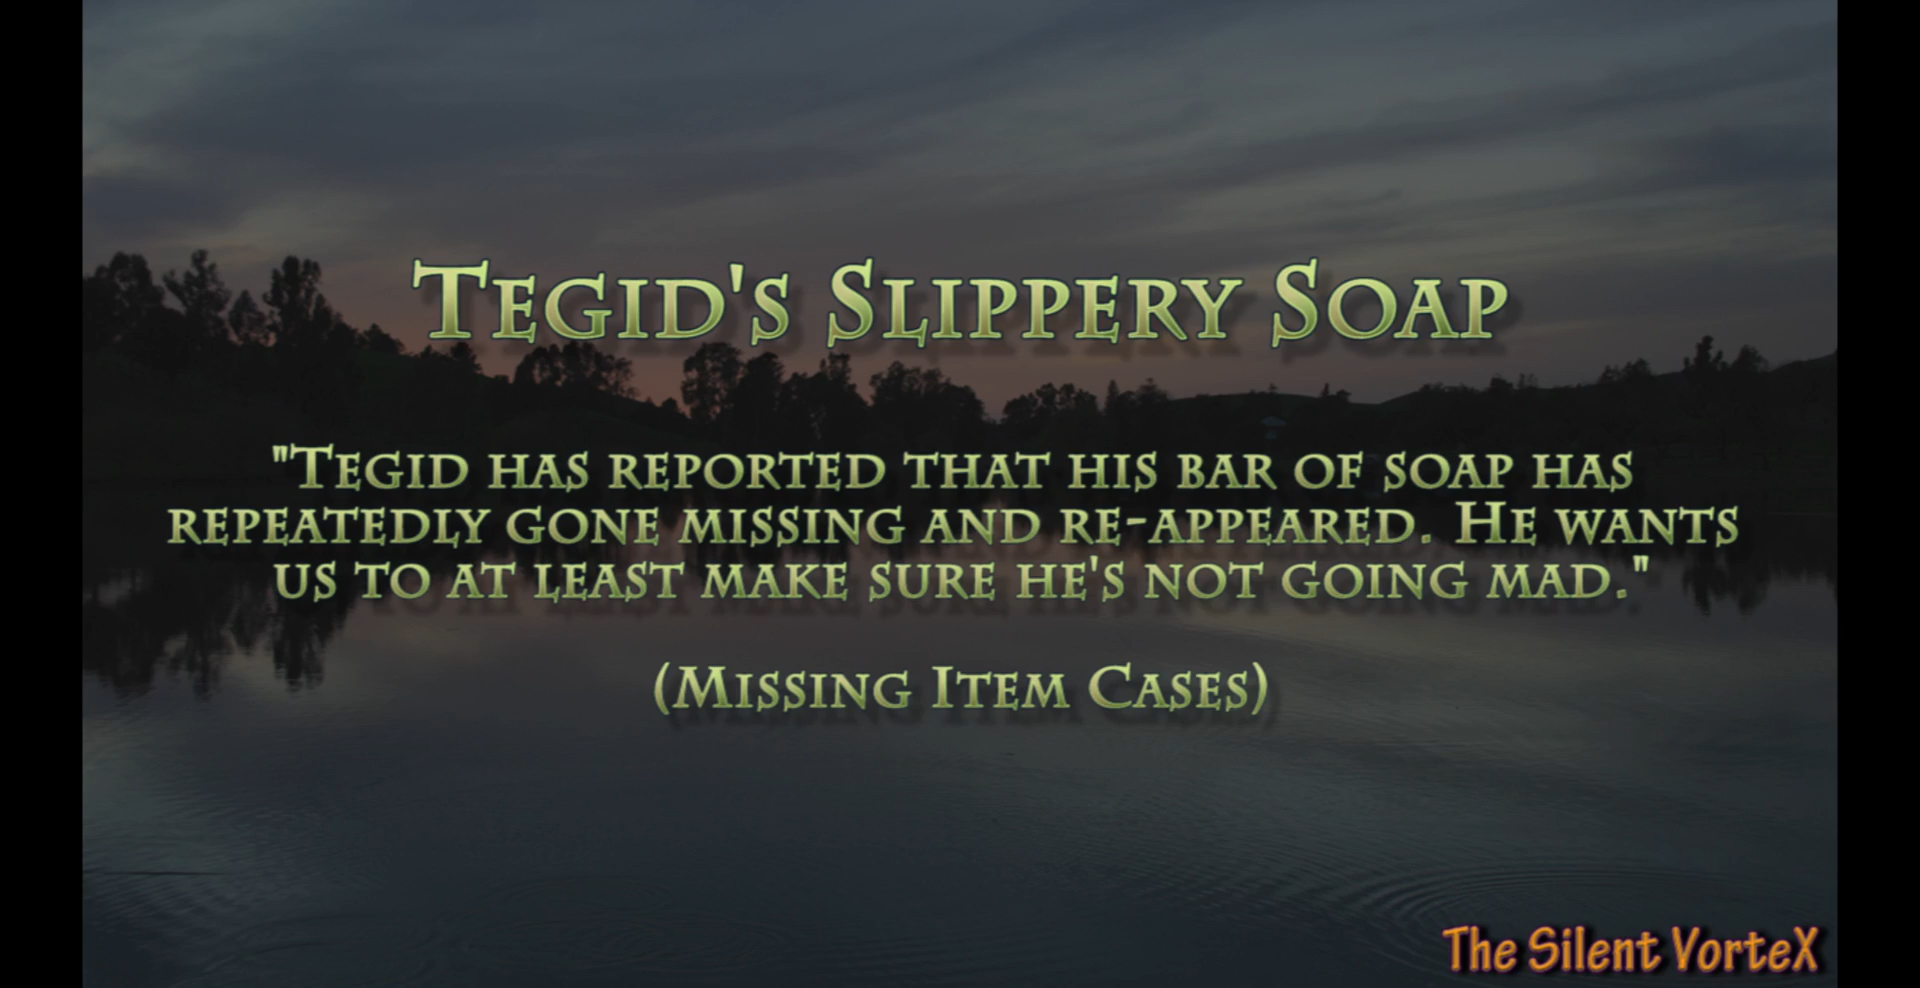 Tegid's Slippery Soap
"Tegid has reported that his bar of soap has
repeatedly gone missing and re-appeared. He wants
us to at least make sure he's not going mad."
(Missing Item Cases)
The Silent VorteX